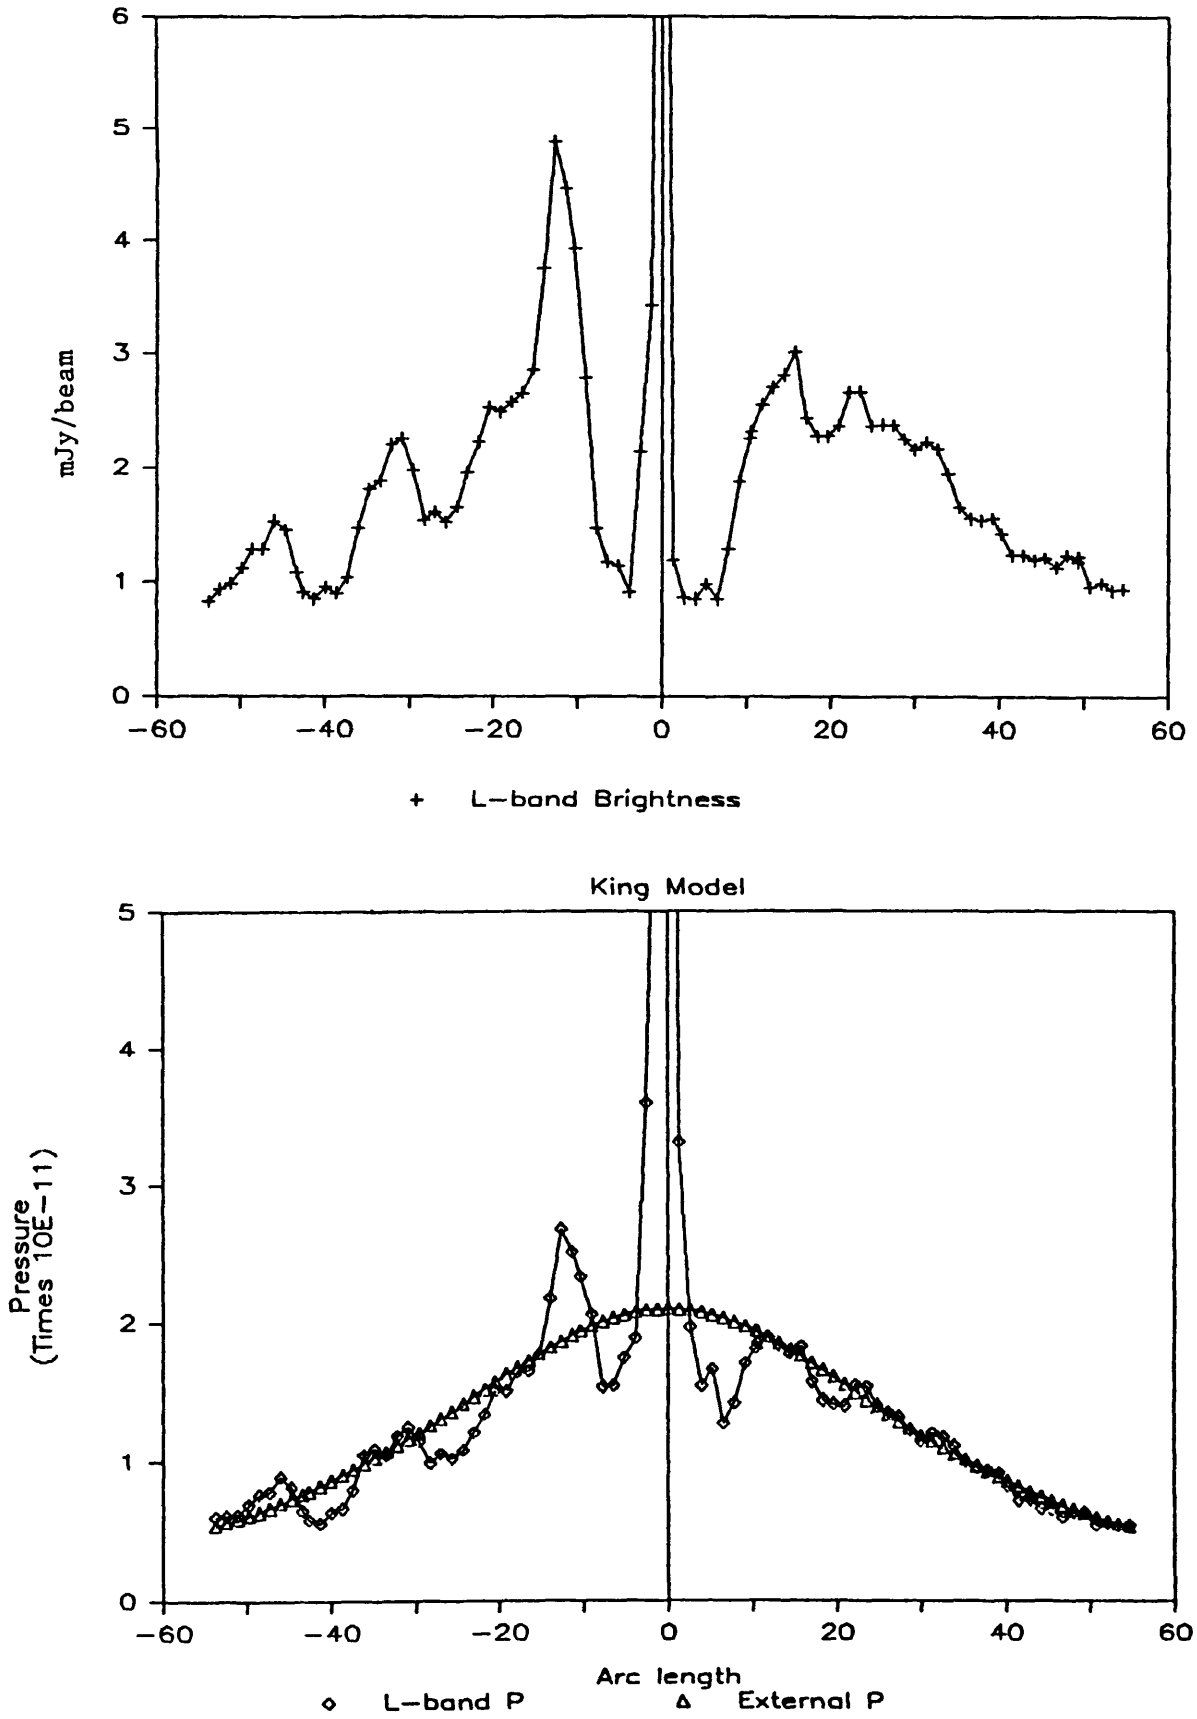 6
5
4
3
2
1
0
mJy/beam
−60 −40 −20 0 20 40 60
+ L−band Brightness
King Model
5
4
3
2
1
0
Pressure
(Times 10E−11)
−60 −40 −20 0 20 40 60
Arc length
◇ L−band P △ External P